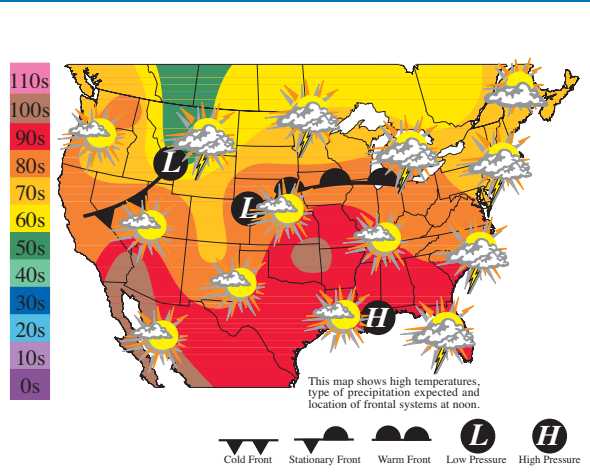 110s
100s
90s
80s
70s
60s
50s
40s
30s
20s
10s
0s
L
L
H
This map shows high temperatures,
type of precipitation expected and
location of frontal systems at noon.
L
H
Cold Front
Stationary Front
Warm Front
Low Pressure
High Pressure